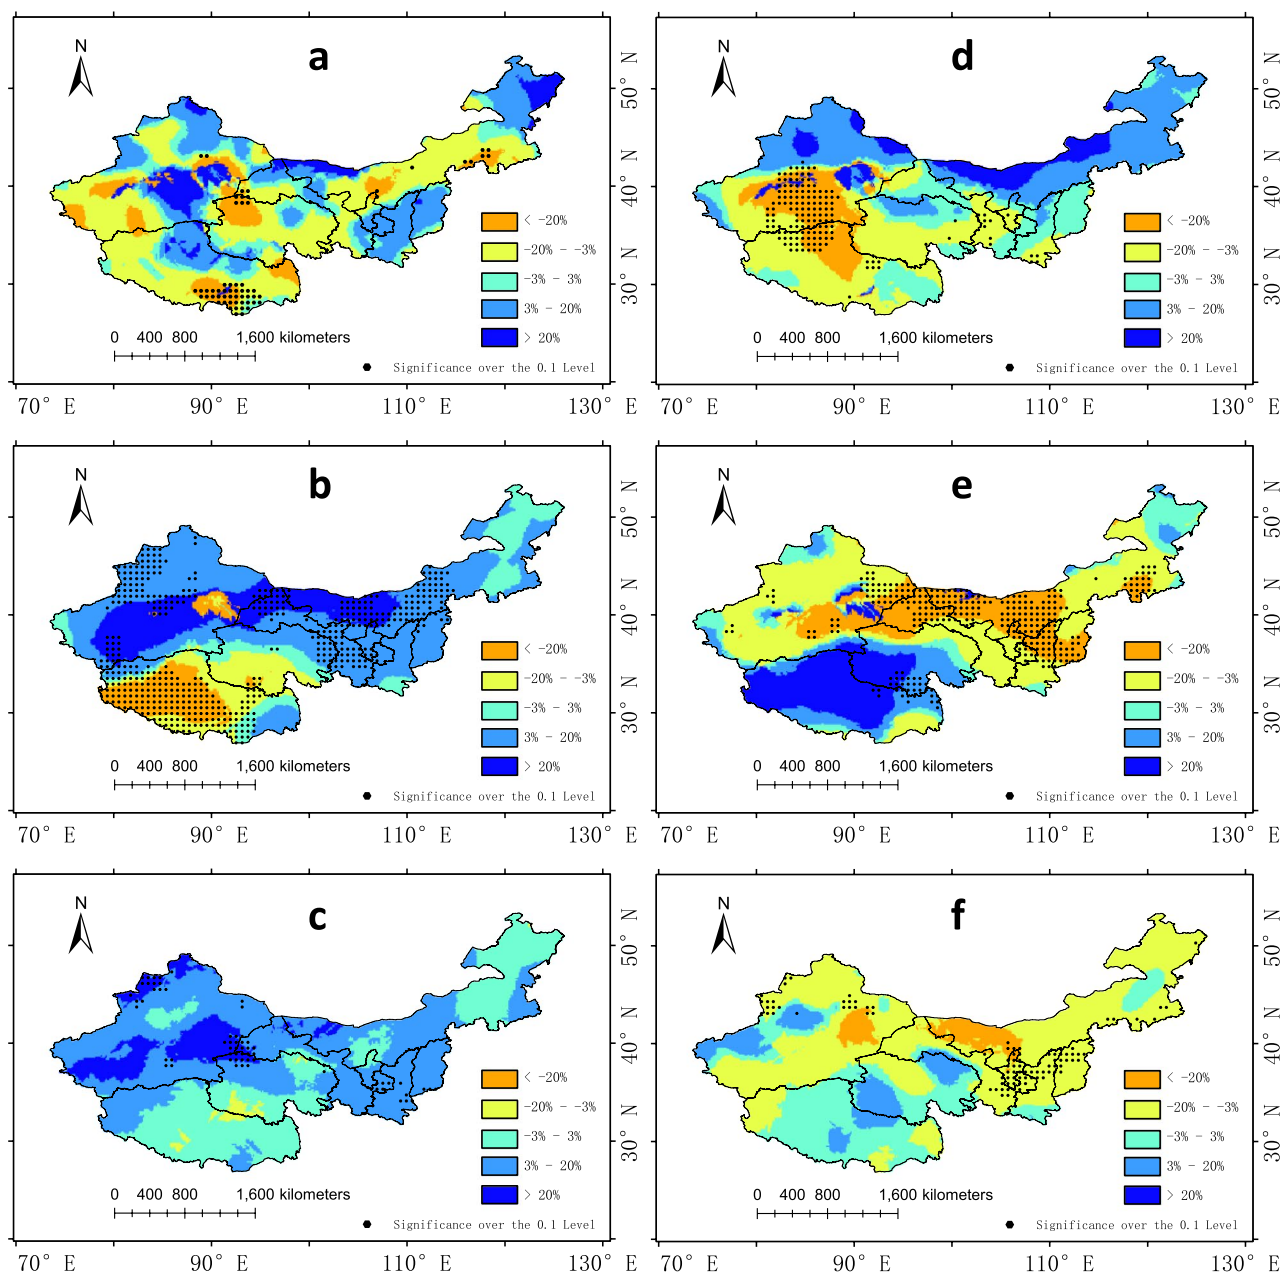 a
N
50° N
40° N
30° N
< -20%
-20% - -3%
-3% - 3%
3% - 20%
> 20%
0 400 800 1,600 kilometers
Significance over the 0.1 Level
70° E 90° E 110° E 130° E
d
N
50° N
40° N
30° N
< -20%
-20% - -3%
-3% - 3%
3% - 20%
> 20%
0 400 800 1,600 kilometers
Significance over the 0.1 Level
70° E 90° E 110° E 130° E
b
N
50° N
40° N
30° N
< -20%
-20% - -3%
-3% - 3%
3% - 20%
> 20%
0 400 800 1,600 kilometers
Significance over the 0.1 Level
70° E 90° E 110° E 130° E
e
N
50° N
40° N
30° N
< -20%
-20% - -3%
-3% - 3%
3% - 20%
> 20%
0 400 800 1,600 kilometers
Significance over the 0.1 Level
70° E 90° E 110° E 130° E
c
N
50° N
40° N
30° N
< -20%
-20% - -3%
-3% - 3%
3% - 20%
> 20%
0 400 800 1,600 kilometers
Significance over the 0.1 Level
70° E 90° E 110° E 130° E
f
N
50° N
40° N
30° N
< -20%
-20% - -3%
-3% - 3%
3% - 20%
> 20%
0 400 800 1,600 kilometers
Significance over the 0.1 Level
70° E 90° E 110° E 130° E